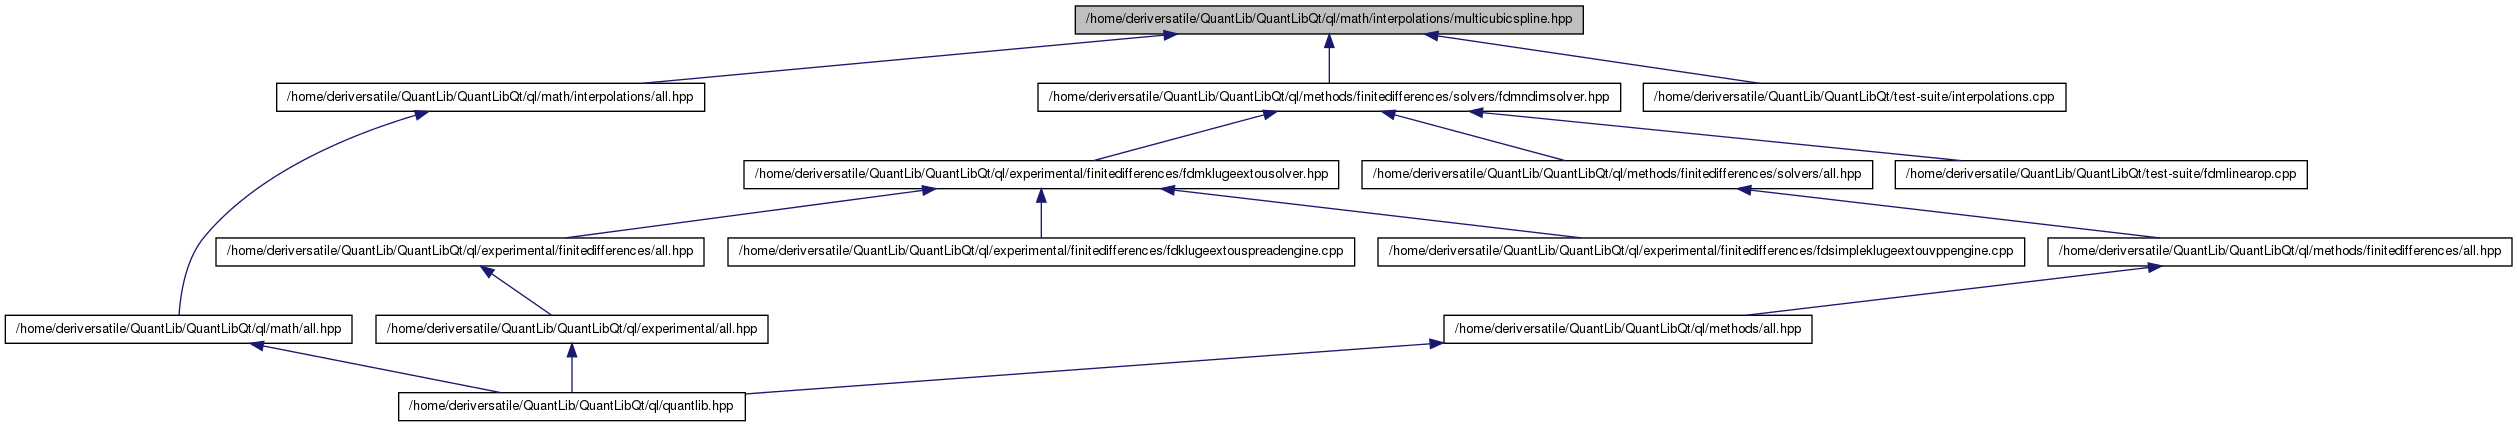 /home/deriversatile/QuantLib/QuantLibQt/ql/math/interpolations/multicubicspline.hpp
/home/deriversatile/QuantLib/QuantLibQt/ql/math/interpolations/all.hpp
/home/deriversatile/QuantLib/QuantLibQt/ql/methods/finitedifferences/solvers/fdmndimsolver.hpp
/home/deriversatile/QuantLib/QuantLibQt/test-suite/interpolations.cpp
/home/deriversatile/QuantLib/QuantLibQt/ql/experimental/finitedifferences/fdmklugeextousolver.hpp
/home/deriversatile/QuantLib/QuantLibQt/ql/methods/finitedifferences/solvers/all.hpp
/home/deriversatile/QuantLib/QuantLibQt/test-suite/fdmlinearop.cpp
/home/deriversatile/QuantLib/QuantLibQt/ql/experimental/finitedifferences/all.hpp
/home/deriversatile/QuantLib/QuantLibQt/ql/experimental/finitedifferences/fdklugeextouspreadengine.cpp
/home/deriversatile/QuantLib/QuantLibQt/ql/experimental/finitedifferences/fdsimpleklugeextouvppengine.cpp
/home/deriversatile/QuantLib/QuantLibQt/ql/methods/finitedifferences/all.hpp
/home/deriversatile/QuantLib/QuantLibQt/ql/math/all.hpp
/home/deriversatile/QuantLib/QuantLibQt/ql/experimental/all.hpp
/home/deriversatile/QuantLib/QuantLibQt/ql/methods/all.hpp
/home/deriversatile/QuantLib/QuantLibQt/ql/quantlib.hpp